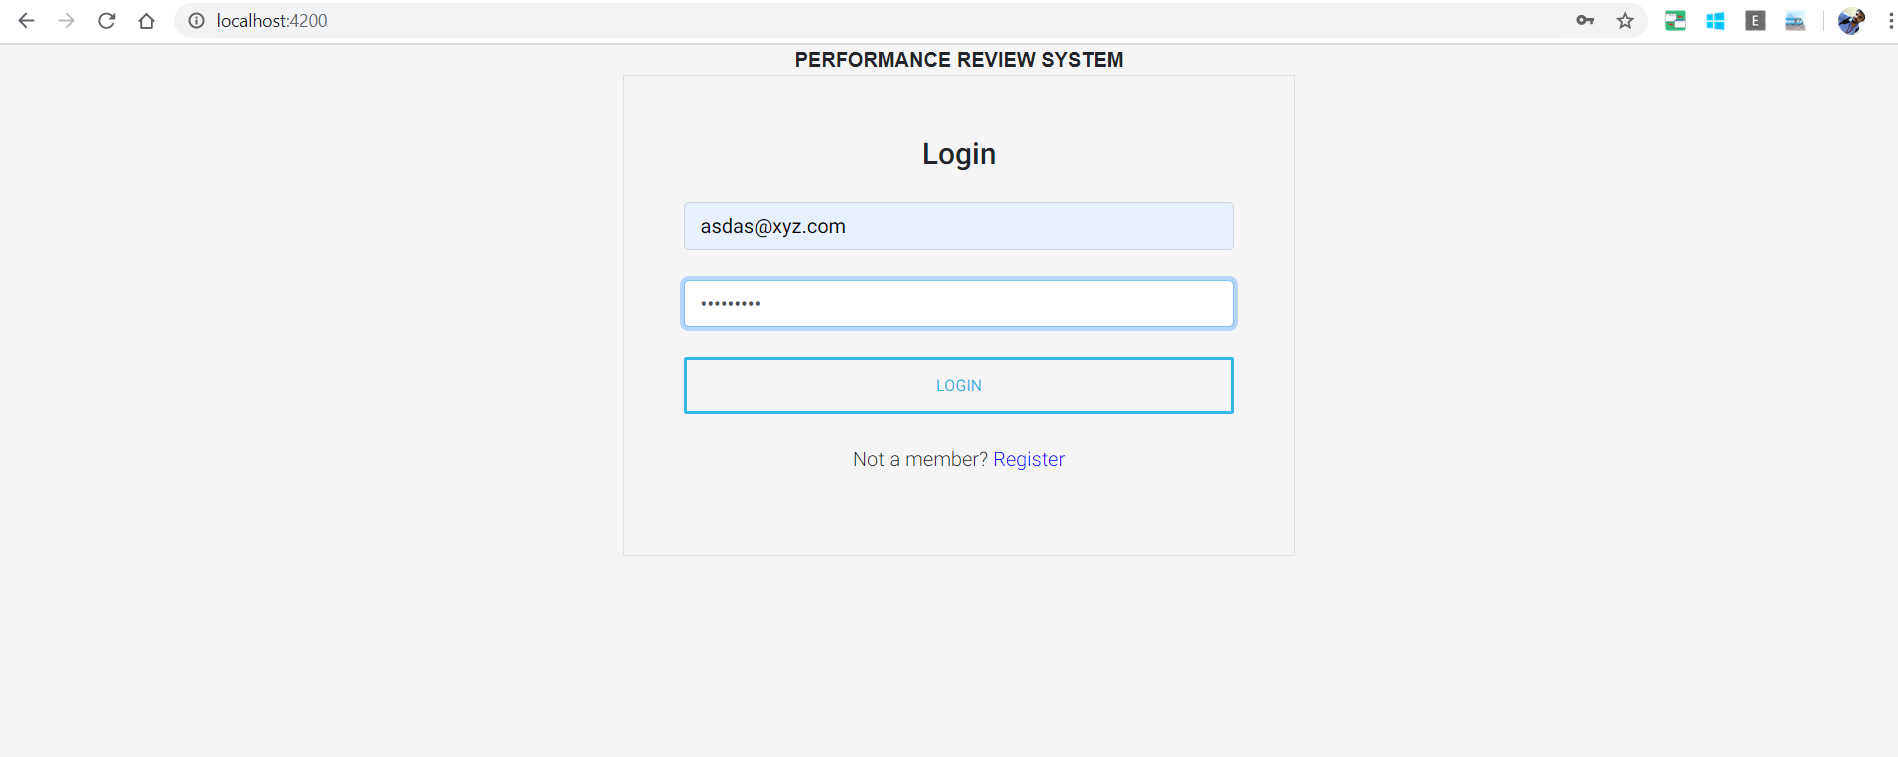 localhost:4200
E
PERFORMANCE REVIEW SYSTEM
Login
asdas@xyz.com
•••••••••
LOGIN
Not a member? Register